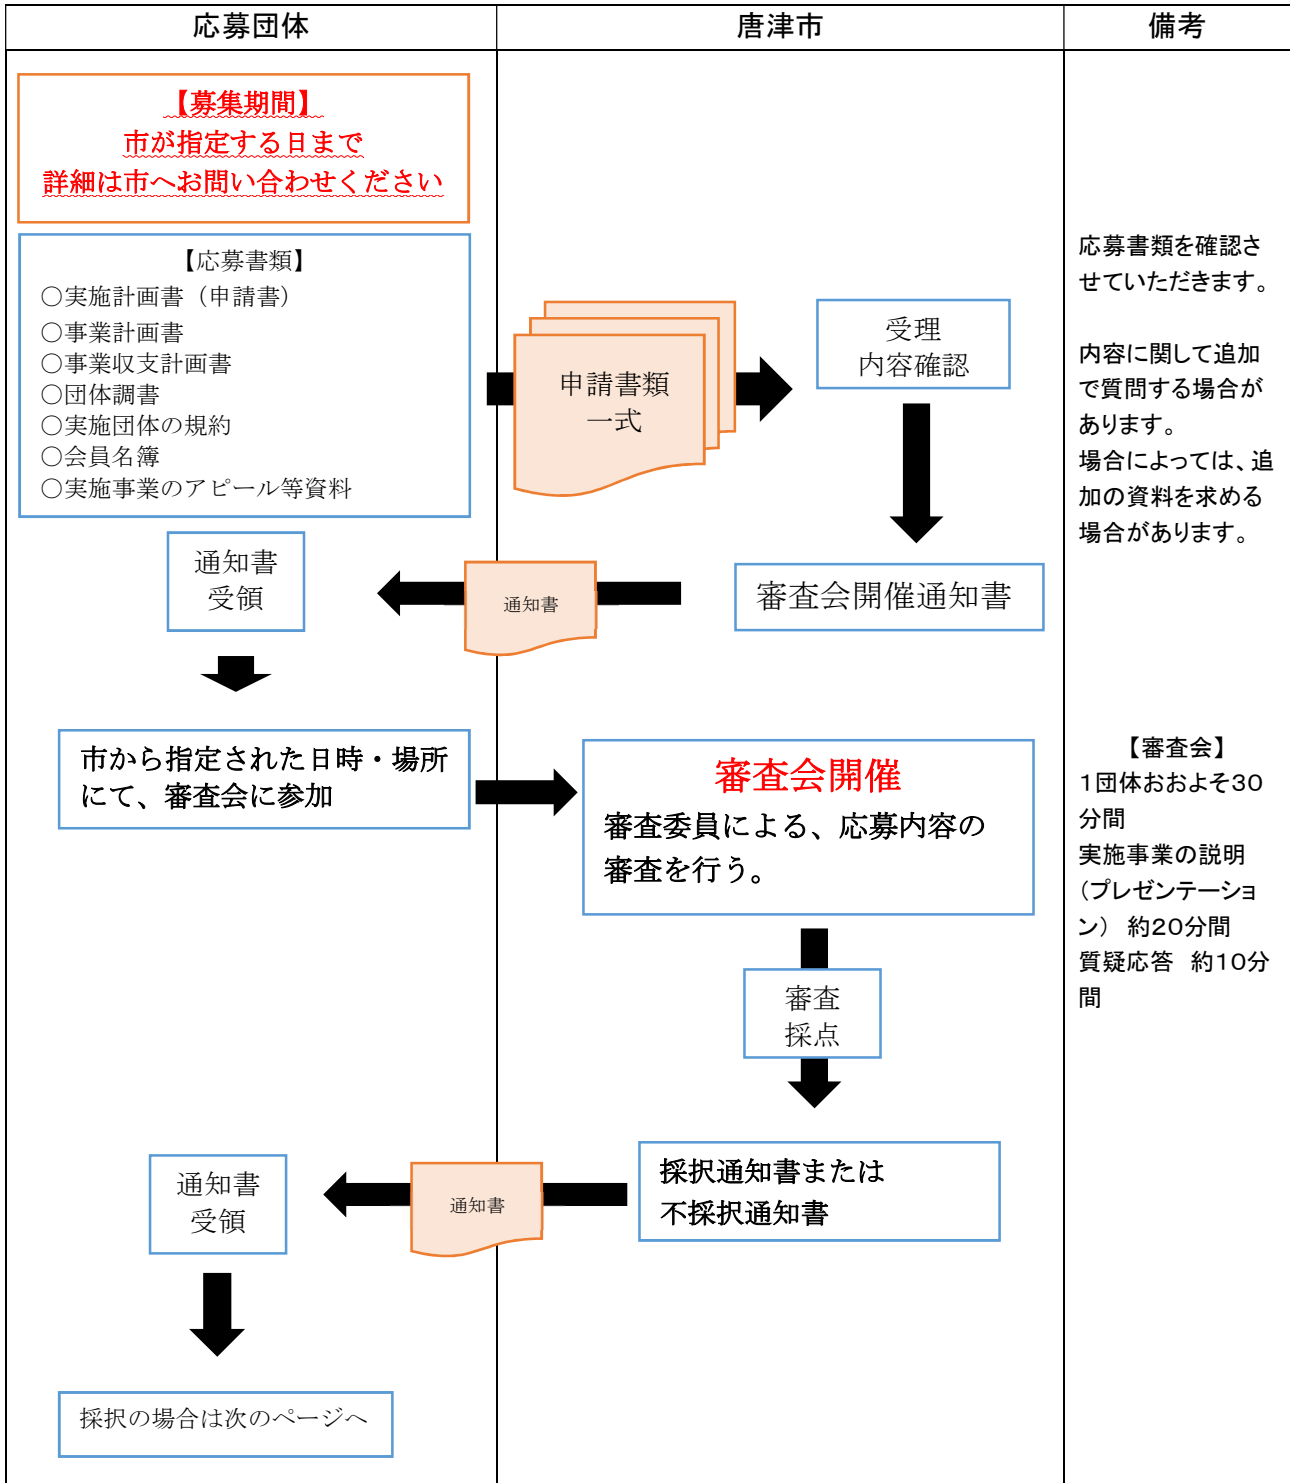 応募団体
唐津市
備考
【募集期間】
市が指定する日まで
詳細は市へお問い合わせください
【応募書類】
○実施計画書（申請書）
○事業計画書
○事業収支計画書
○団体調書
○実施団体の規約
○会員名簿
○実施事業のアピール等資料
申請書類
一式
受理
内容確認
応募書類を確認さ
せていただきます。
内容に関して追加
で質問する場合が
あります。
場合によっては、追
加の資料を求める
場合があります。
通知書
受領
通知書
審査会開催通知書
市から指定された日時・場所
にて、審査会に参加
審査会開催
審査委員による、応募内容の
審査を行う。
【審査会】
1団体おおよそ30
分間
実施事業の説明
（プレゼンテーショ
ン）　約20分間
質疑応答　約10分
間
審査
採点
採択通知書または
不採択通知書
通知書
通知書
受領
採択の場合は次のページへ